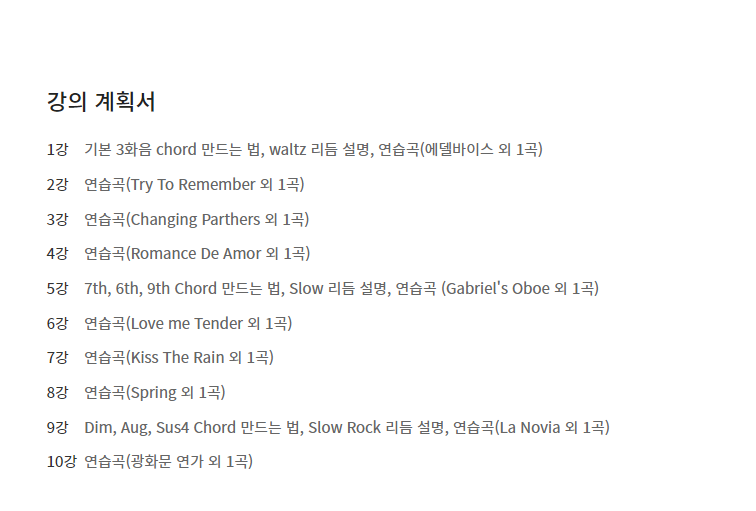 강의 계획서
1강 기본 3화음 chord 만드는 법, waltz 리듬 설명, 연습곡(에델바이스 외 1곡)
2강 연습곡(Try To Remember 외 1곡)
3강 연습곡(Changing Parthers 외 1곡)
4강 연습곡(Romance De Amor 외 1곡)
5강 7th, 6th, 9th Chord 만드는 법, Slow 리듬 설명, 연습곡 (Gabriel's Oboe 외 1곡)
6강 연습곡(Love me Tender 외 1곡)
7강 연습곡(Kiss The Rain 외 1곡)
8강 연습곡(Spring 외 1곡)
9강 Dim, Aug, Sus4 Chord 만드는 법, Slow Rock 리듬 설명, 연습곡(La Novia 외 1곡)
10강 연습곡(광화문 연가 외 1곡)